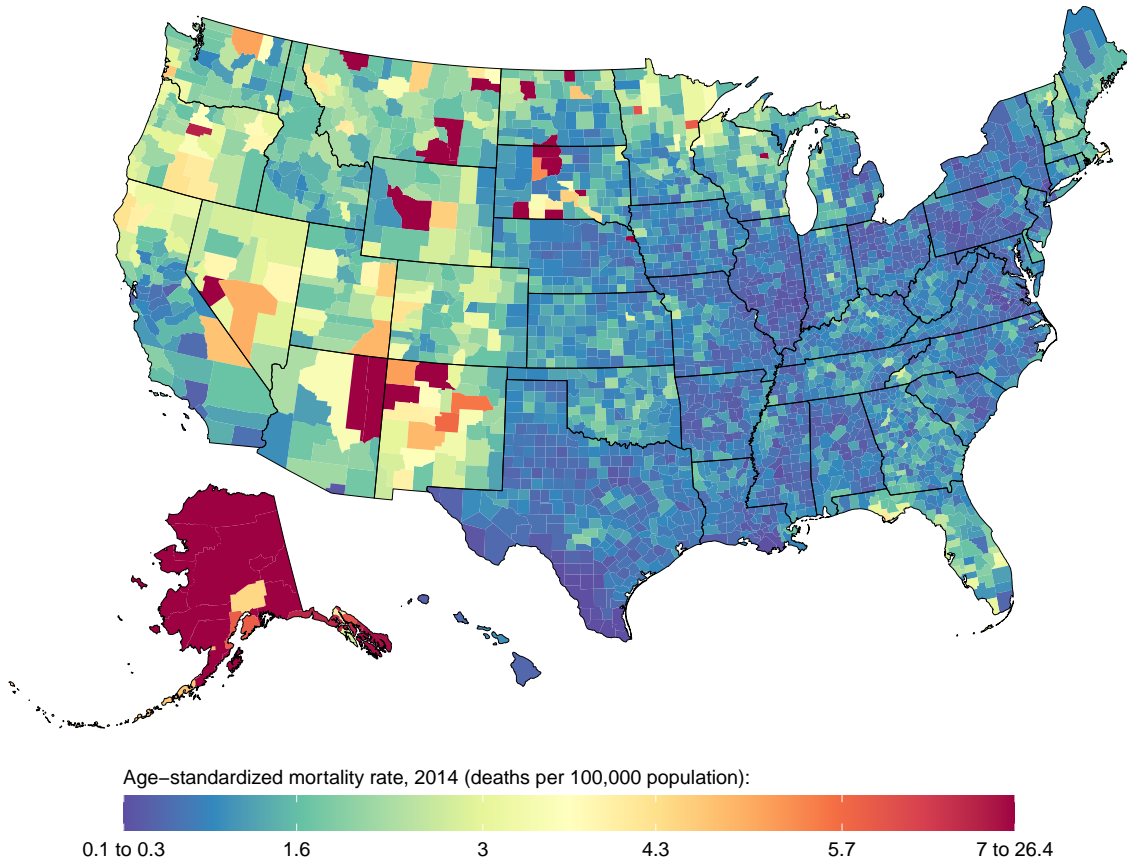 Age−standardized mortality rate, 2014 (deaths per 100,000 population):
0.1 to 0.3 1.6 3 4.3 5.7 7 to 26.4